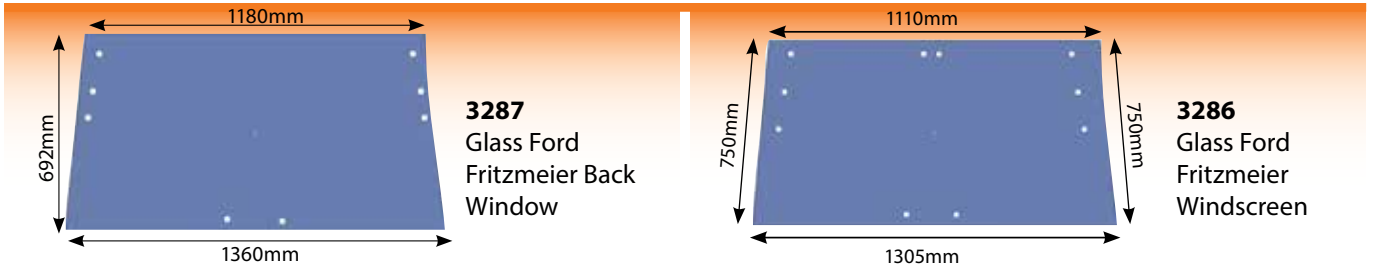 1180mm
692mm
1360mm
3287
Glass Ford
Fritzmeier Back
Window
1110mm
750mm
750mm
1305mm
3286
Glass Ford
Fritzmeier
Windscreen